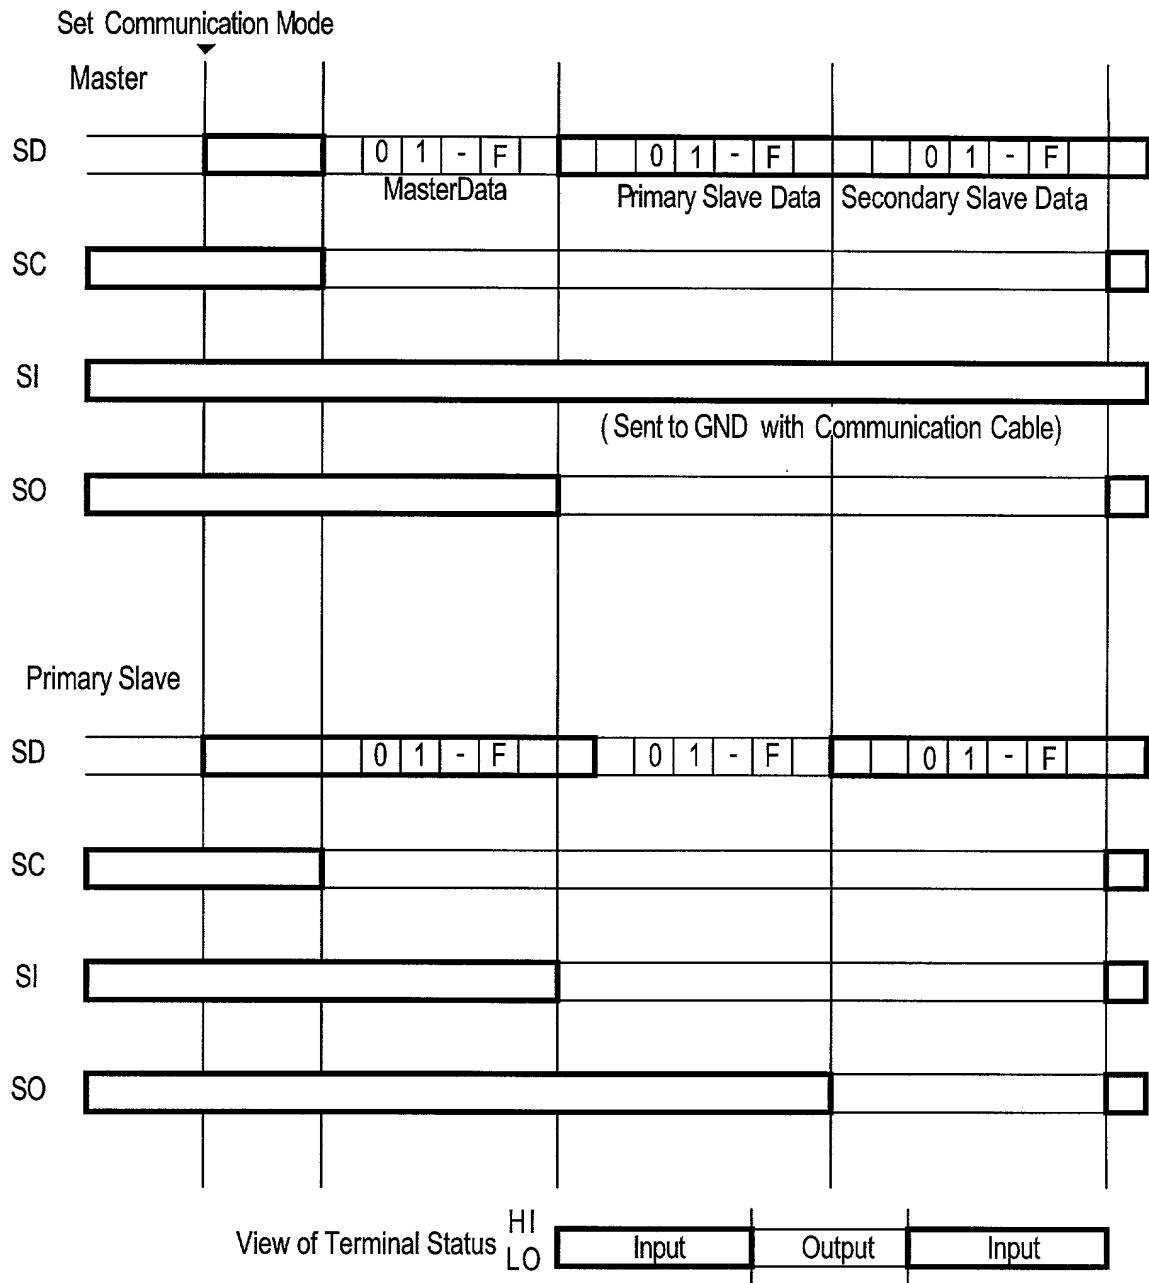 Set Communication Mode
Master
SD 0 1 - F 0 1 - F 0 1 - F
MasterData Primary Slave Data Secondary Slave Data
SC
SI
( Sent to GND with Communication Cable)
SO
Primary Slave
SD 0 1 - F 0 1 - F 0 1 - F
SC
SI
SO
View of Terminal Status HI LO Input Output Input